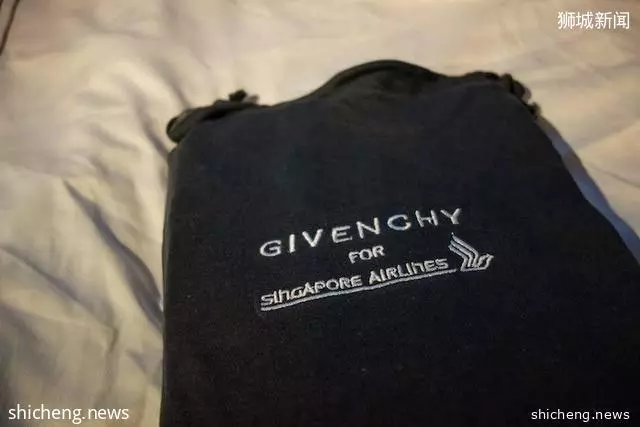 狮城新闻
GIVENCHY
FOR
SINGAPORE AIRLINES
shicheng.news
shicheng.news